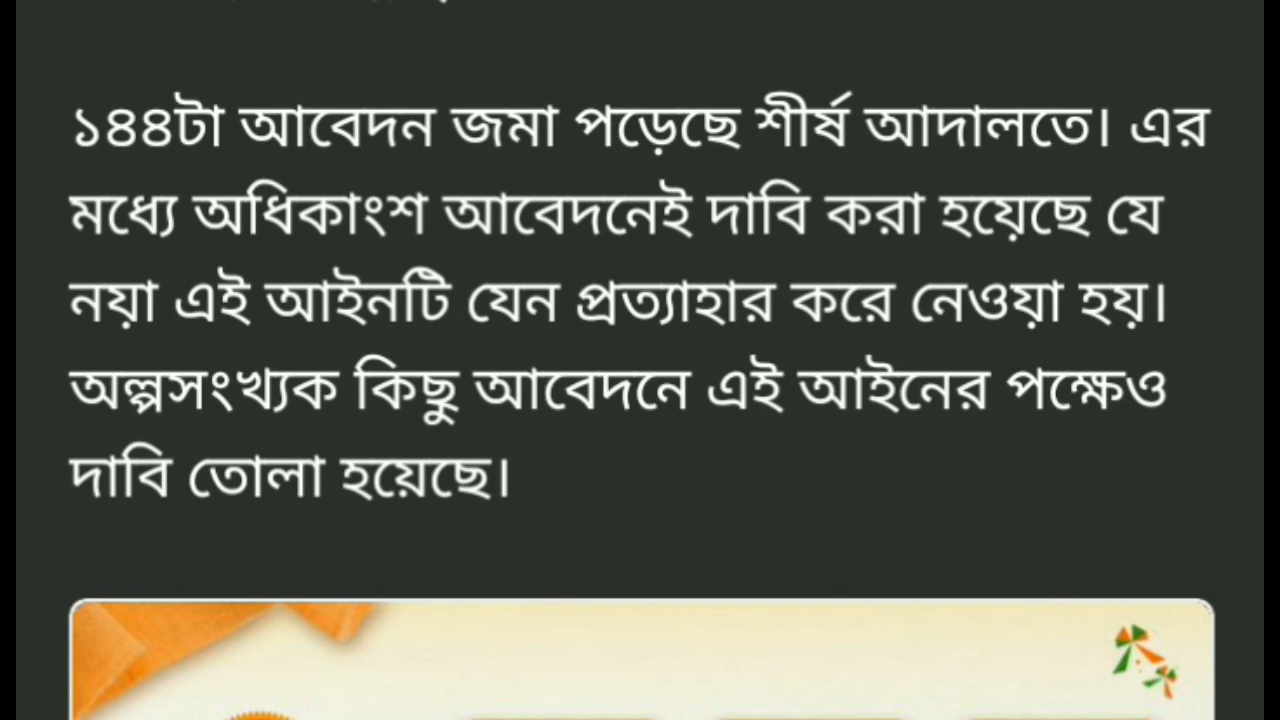 ১৪৪টা আবেদন জমা পড়েছে শীর্ষ আদালতে। এর
মধ্যে অধিকাংশ আবেদনেই দাবি করা হয়েছে যে
নয়া এই আইনটি যেন প্রত্যাহার করে নেওয়া হয়।
অল্পসংখ্যক কিছু আবেদনে এই আইনের পক্ষেও
দাবি তোলা হয়েছে।